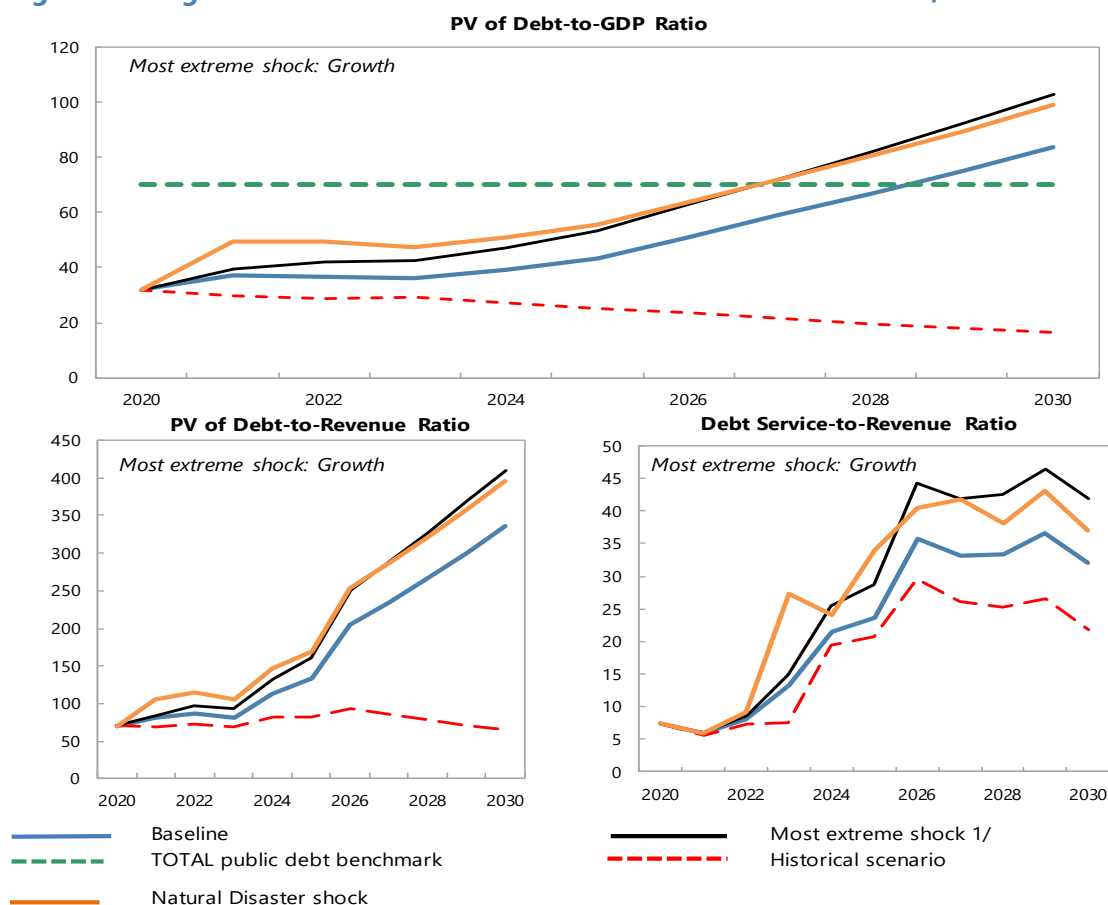 PV of Debt-to-GDP Ratio
120
Most extreme shock: Growth
100
80
60
40
20
0
2020 2022 2024 2026 2028 2030
PV of Debt-to-Revenue Ratio
450
Most extreme shock: Growth
400
350
300
250
200
150
100
50
0
2020 2022 2024 2026 2028 2030
Debt Service-to-Revenue Ratio
50
Most extreme shock: Growth
45
40
35
30
25
20
15
10
5
0
2020 2022 2024 2026 2028 2030
Baseline
TOTAL public debt benchmark
Natural Disaster shock
Most extreme shock 1/
Historical scenario